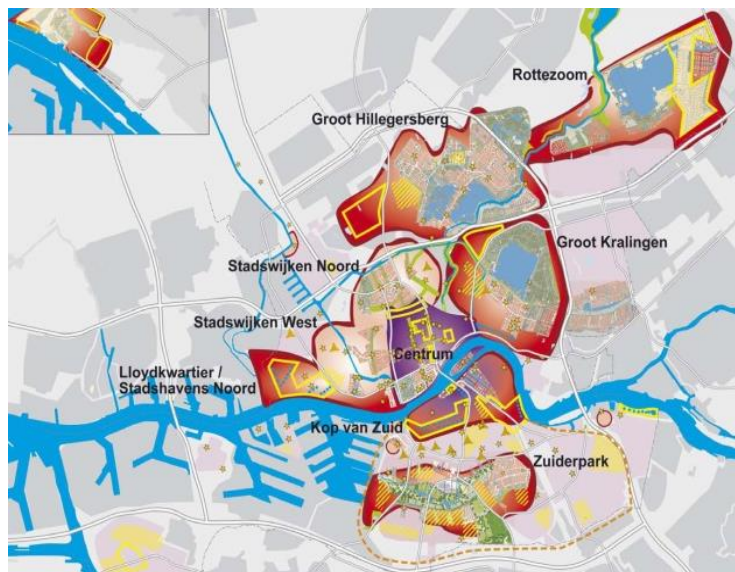 Rottezoom
Groot Hillegersberg
Groot Kralingen
Stadswijken Noord
Stadswijken West
Centrum
Lloydkwartier /
Stadshavens Noord
Kop van Zuid
Zuiderpark